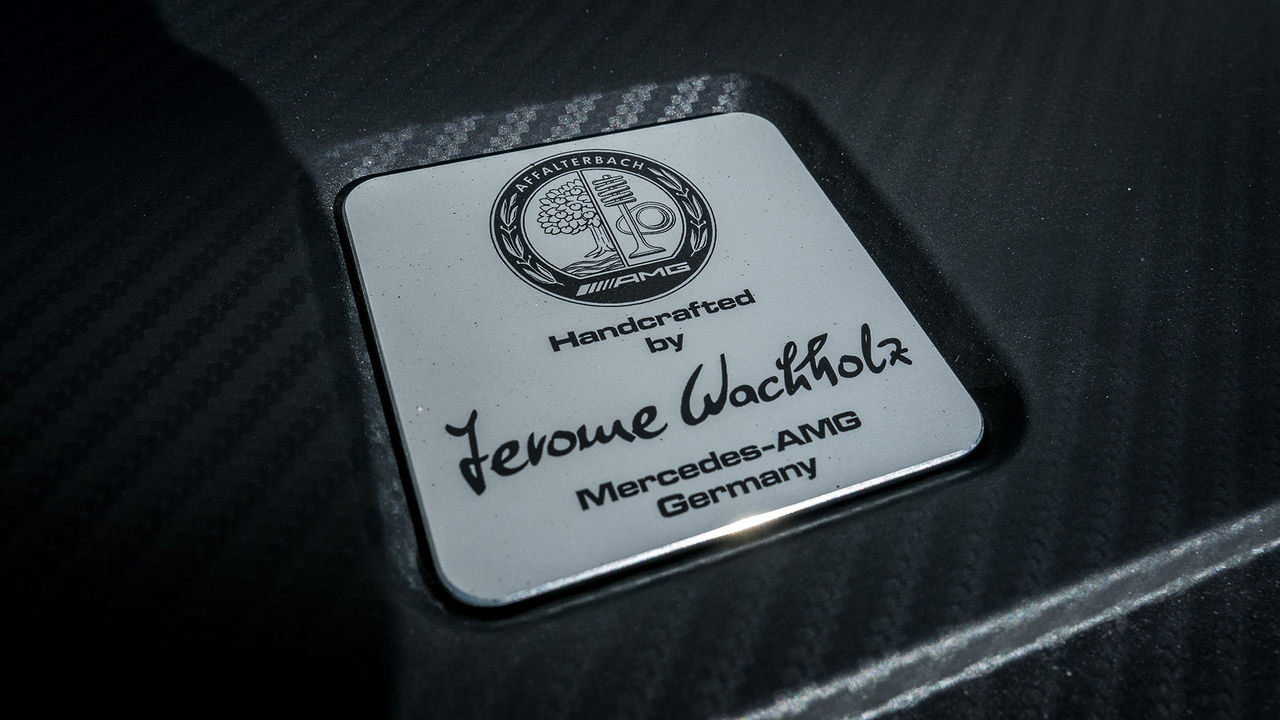 AFFALTERBACH
AMG
Handcrafted
by
Jerome Wachholz
Mercedes-AMG
Germany